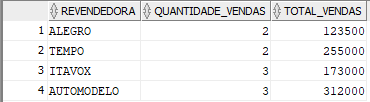 REVENDEDORA QUANTIDADE_VENDAS TOTAL_VENDAS
1 ALEGRO 2 123500
2 TEMPO 2 255000
3 ITAVOX 3 173000
4 AUTOMODELO 3 312000